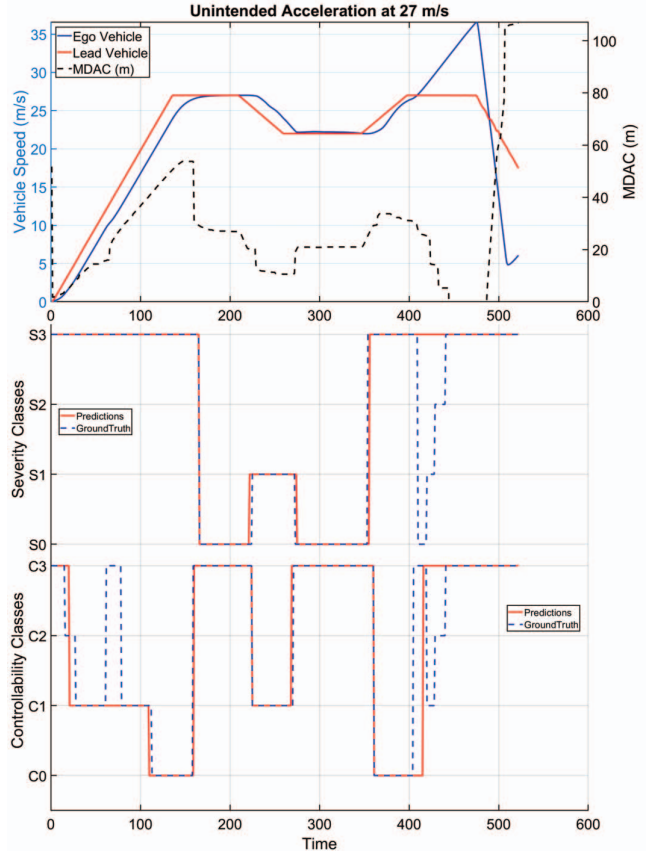 Unintended Acceleration at 27 m/s
Ego Vehicle
Lead Vehicle
MDAC (m)
Vehicle Speed (m/s)
35
30
25
20
15
10
5
0
MDAC (m)
100
80
60
40
20
0
0 100 200 300 400 500 600
Time
Severity Classes
S3
S2
S1
S0
Predictions
GroundTruth
Controllability Classes
C3
C2
C1
C0
Predictions
GroundTruth
0 100 200 300 400 500 600
Time